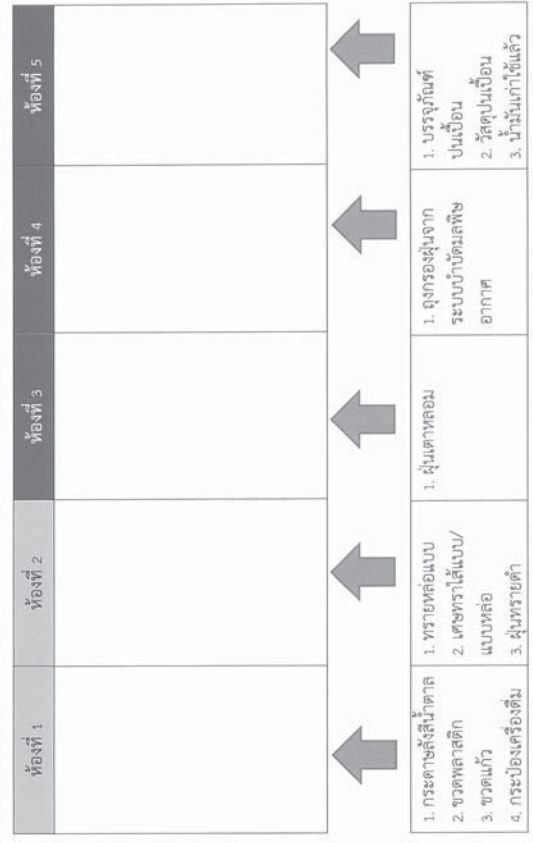 ห้องที่ 1
ห้องที่ 2
ห้องที่ 3
ห้องที่ 4
ห้องที่ 5
1. กระดาษลังสีน้ำตาล
2. ขวดพลาสติก
3. ขวดแก้ว
4. กระป๋องเครื่องดื่ม
1. ทรายหล่อแบบ
2. เศษทรายไส้แบบ/
แบบหล่อ
3. ฝุ่นทรายดำ
1. ฝุ่นเตาหลอม
1. ถุงกรองฝุ่นจาก
ระบบบำบัดมลพิษ
อากาศ
1. บรรจุภัณฑ์
ปนเปื้อน
2. วัสดุปนเปื้อน
3. น้ำมันเก่าใช้แล้ว